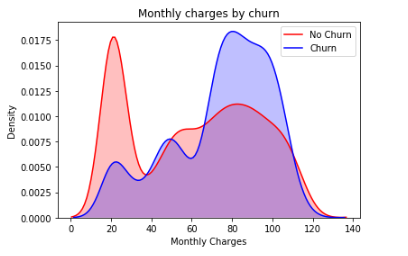 Monthly charges by churn
No Churn
Churn
0.0175
0.0150
0.0125
0.0100
0.0075
0.0050
0.0025
0.0000
Density
0 20 40 60 80 100 120 140
Monthly Charges